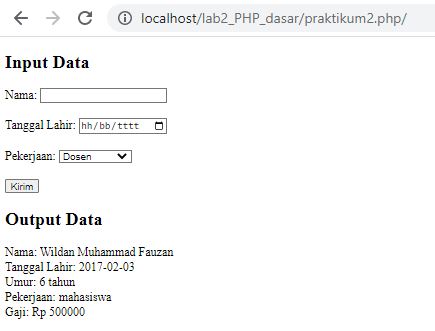 localhost/lab2_PHP_dasar/praktikum2.php/
Input Data
Nama:
Tanggal Lahir: hh/bb/tttt
Pekerjaan: Dosen
Kirim
Output Data
Nama: Wildan Muhammad Fauzan
Tanggal Lahir: 2017-02-03
Umur: 6 tahun
Pekerjaan: mahasiswa
Gaji: Rp 500000